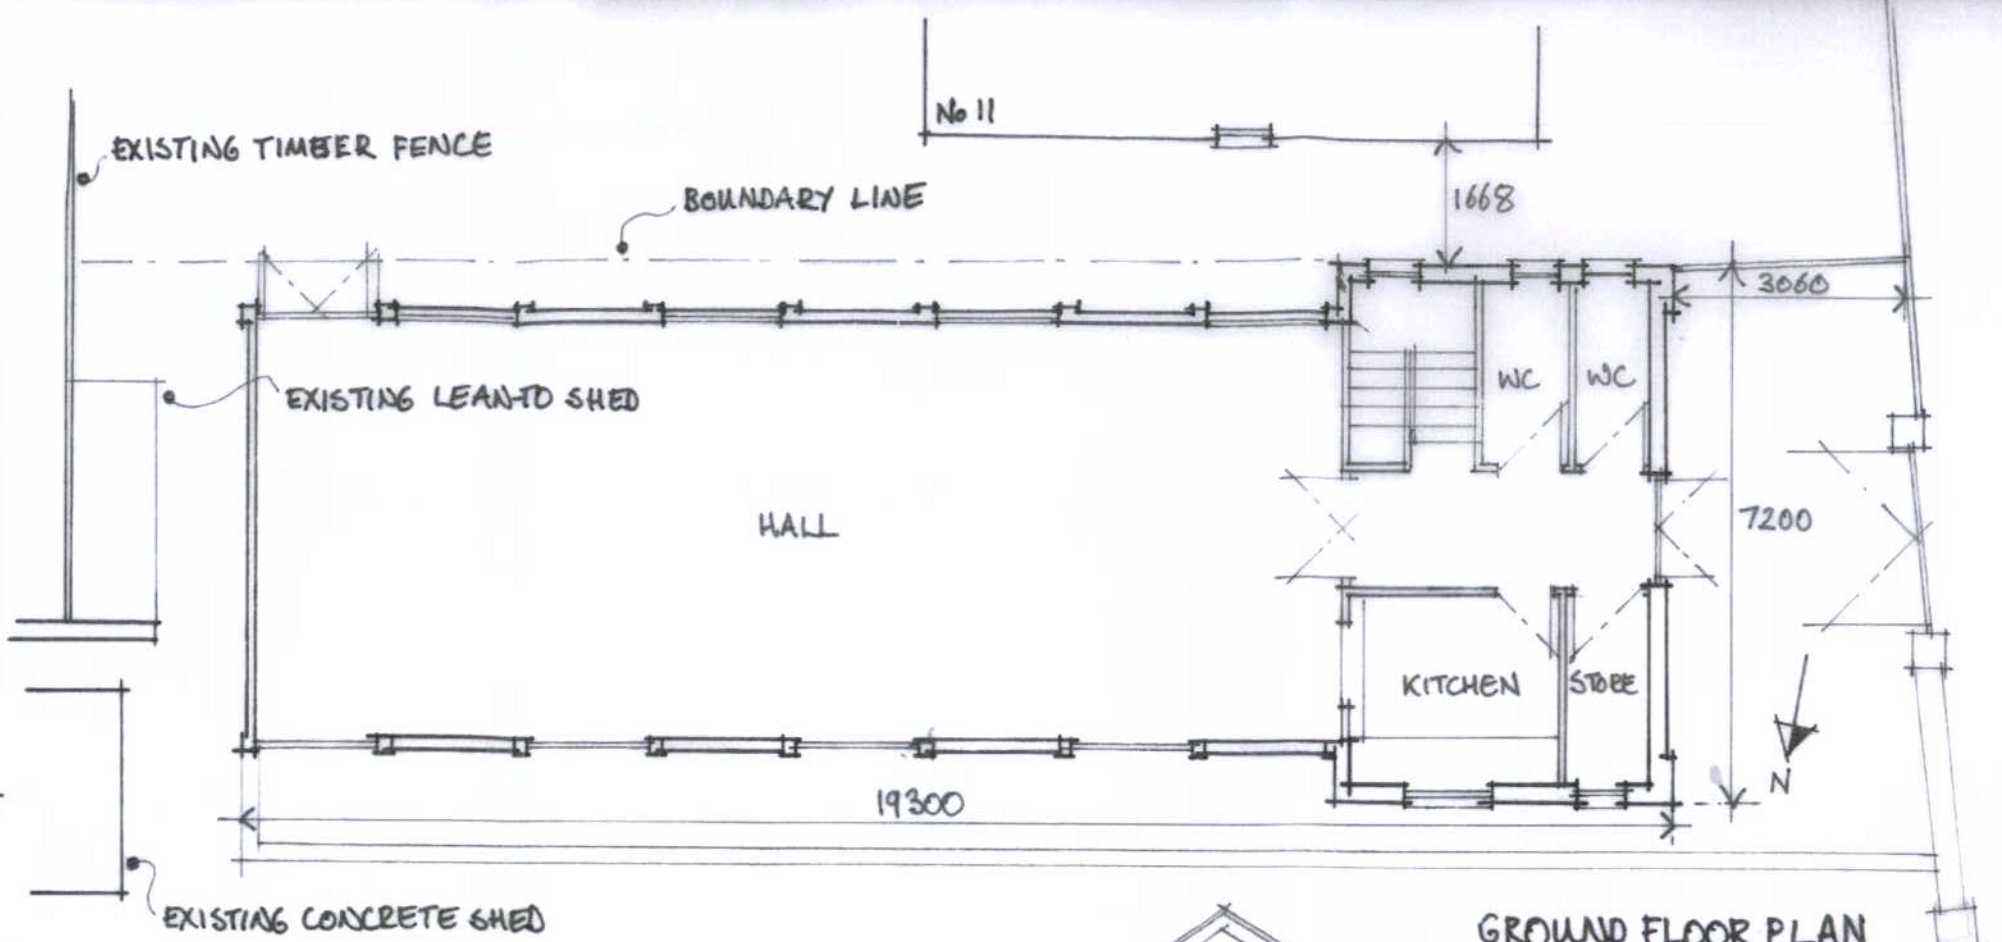 No 11
EXISTING TIMBER FENCE
BOUNDARY LINE
1668
3060
EXISTING LEAN-TO SHED
WC
WC
HALL
7200
KITCHEN
STORE
N
19300
EXISTING CONCRETE SHED
GROUND FLOOR PLAN